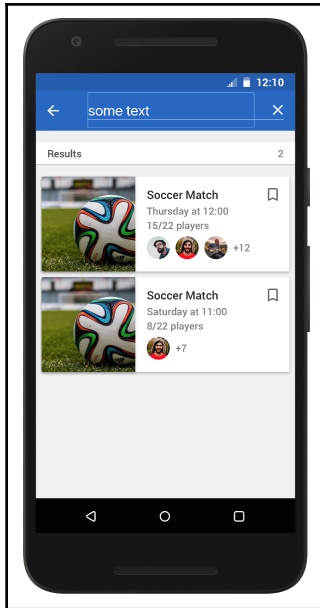 12:10
some text
Results 2
Soccer Match
Thursday at 12:00
15/22 players
+12
Soccer Match
Saturday at 11:00
8/22 players
+7